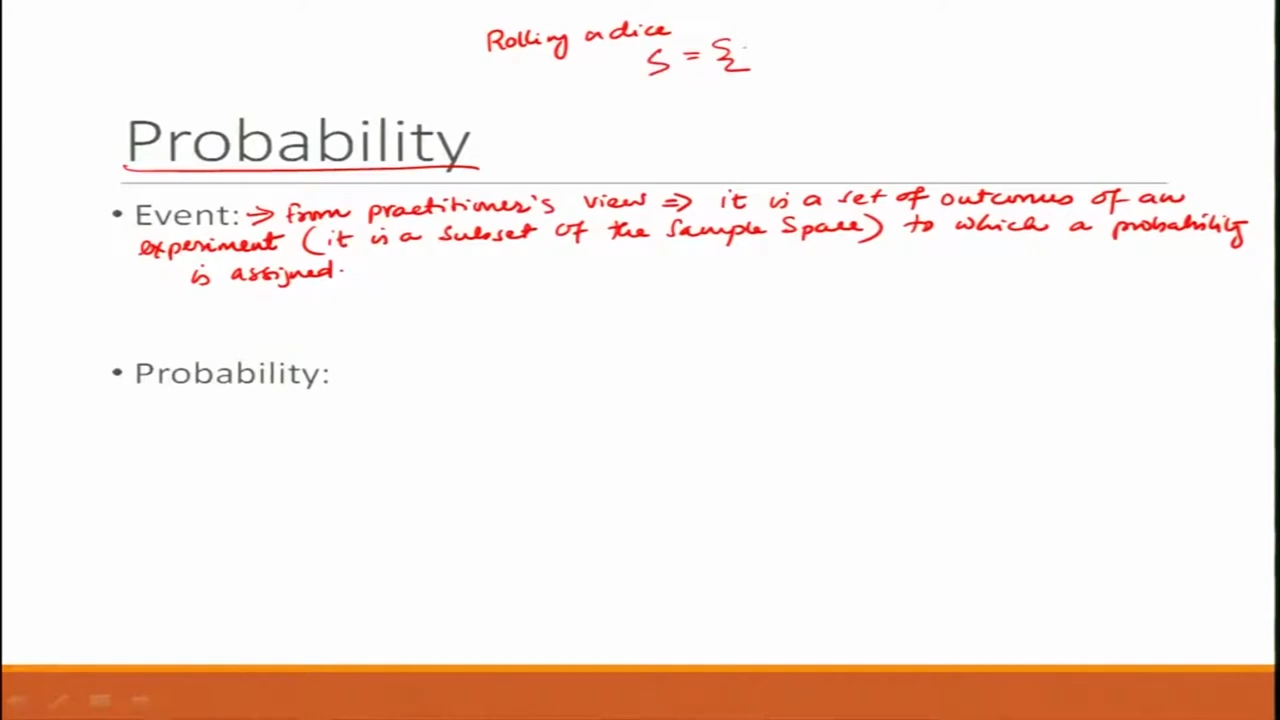 Rolling a dice
S = {
Probability
• Event: → from practitioner's view ⇒ it is a set of outcomes of an
experiment (it is a subset of the Sample Space) to which a probability
is assigned.
• Probability: